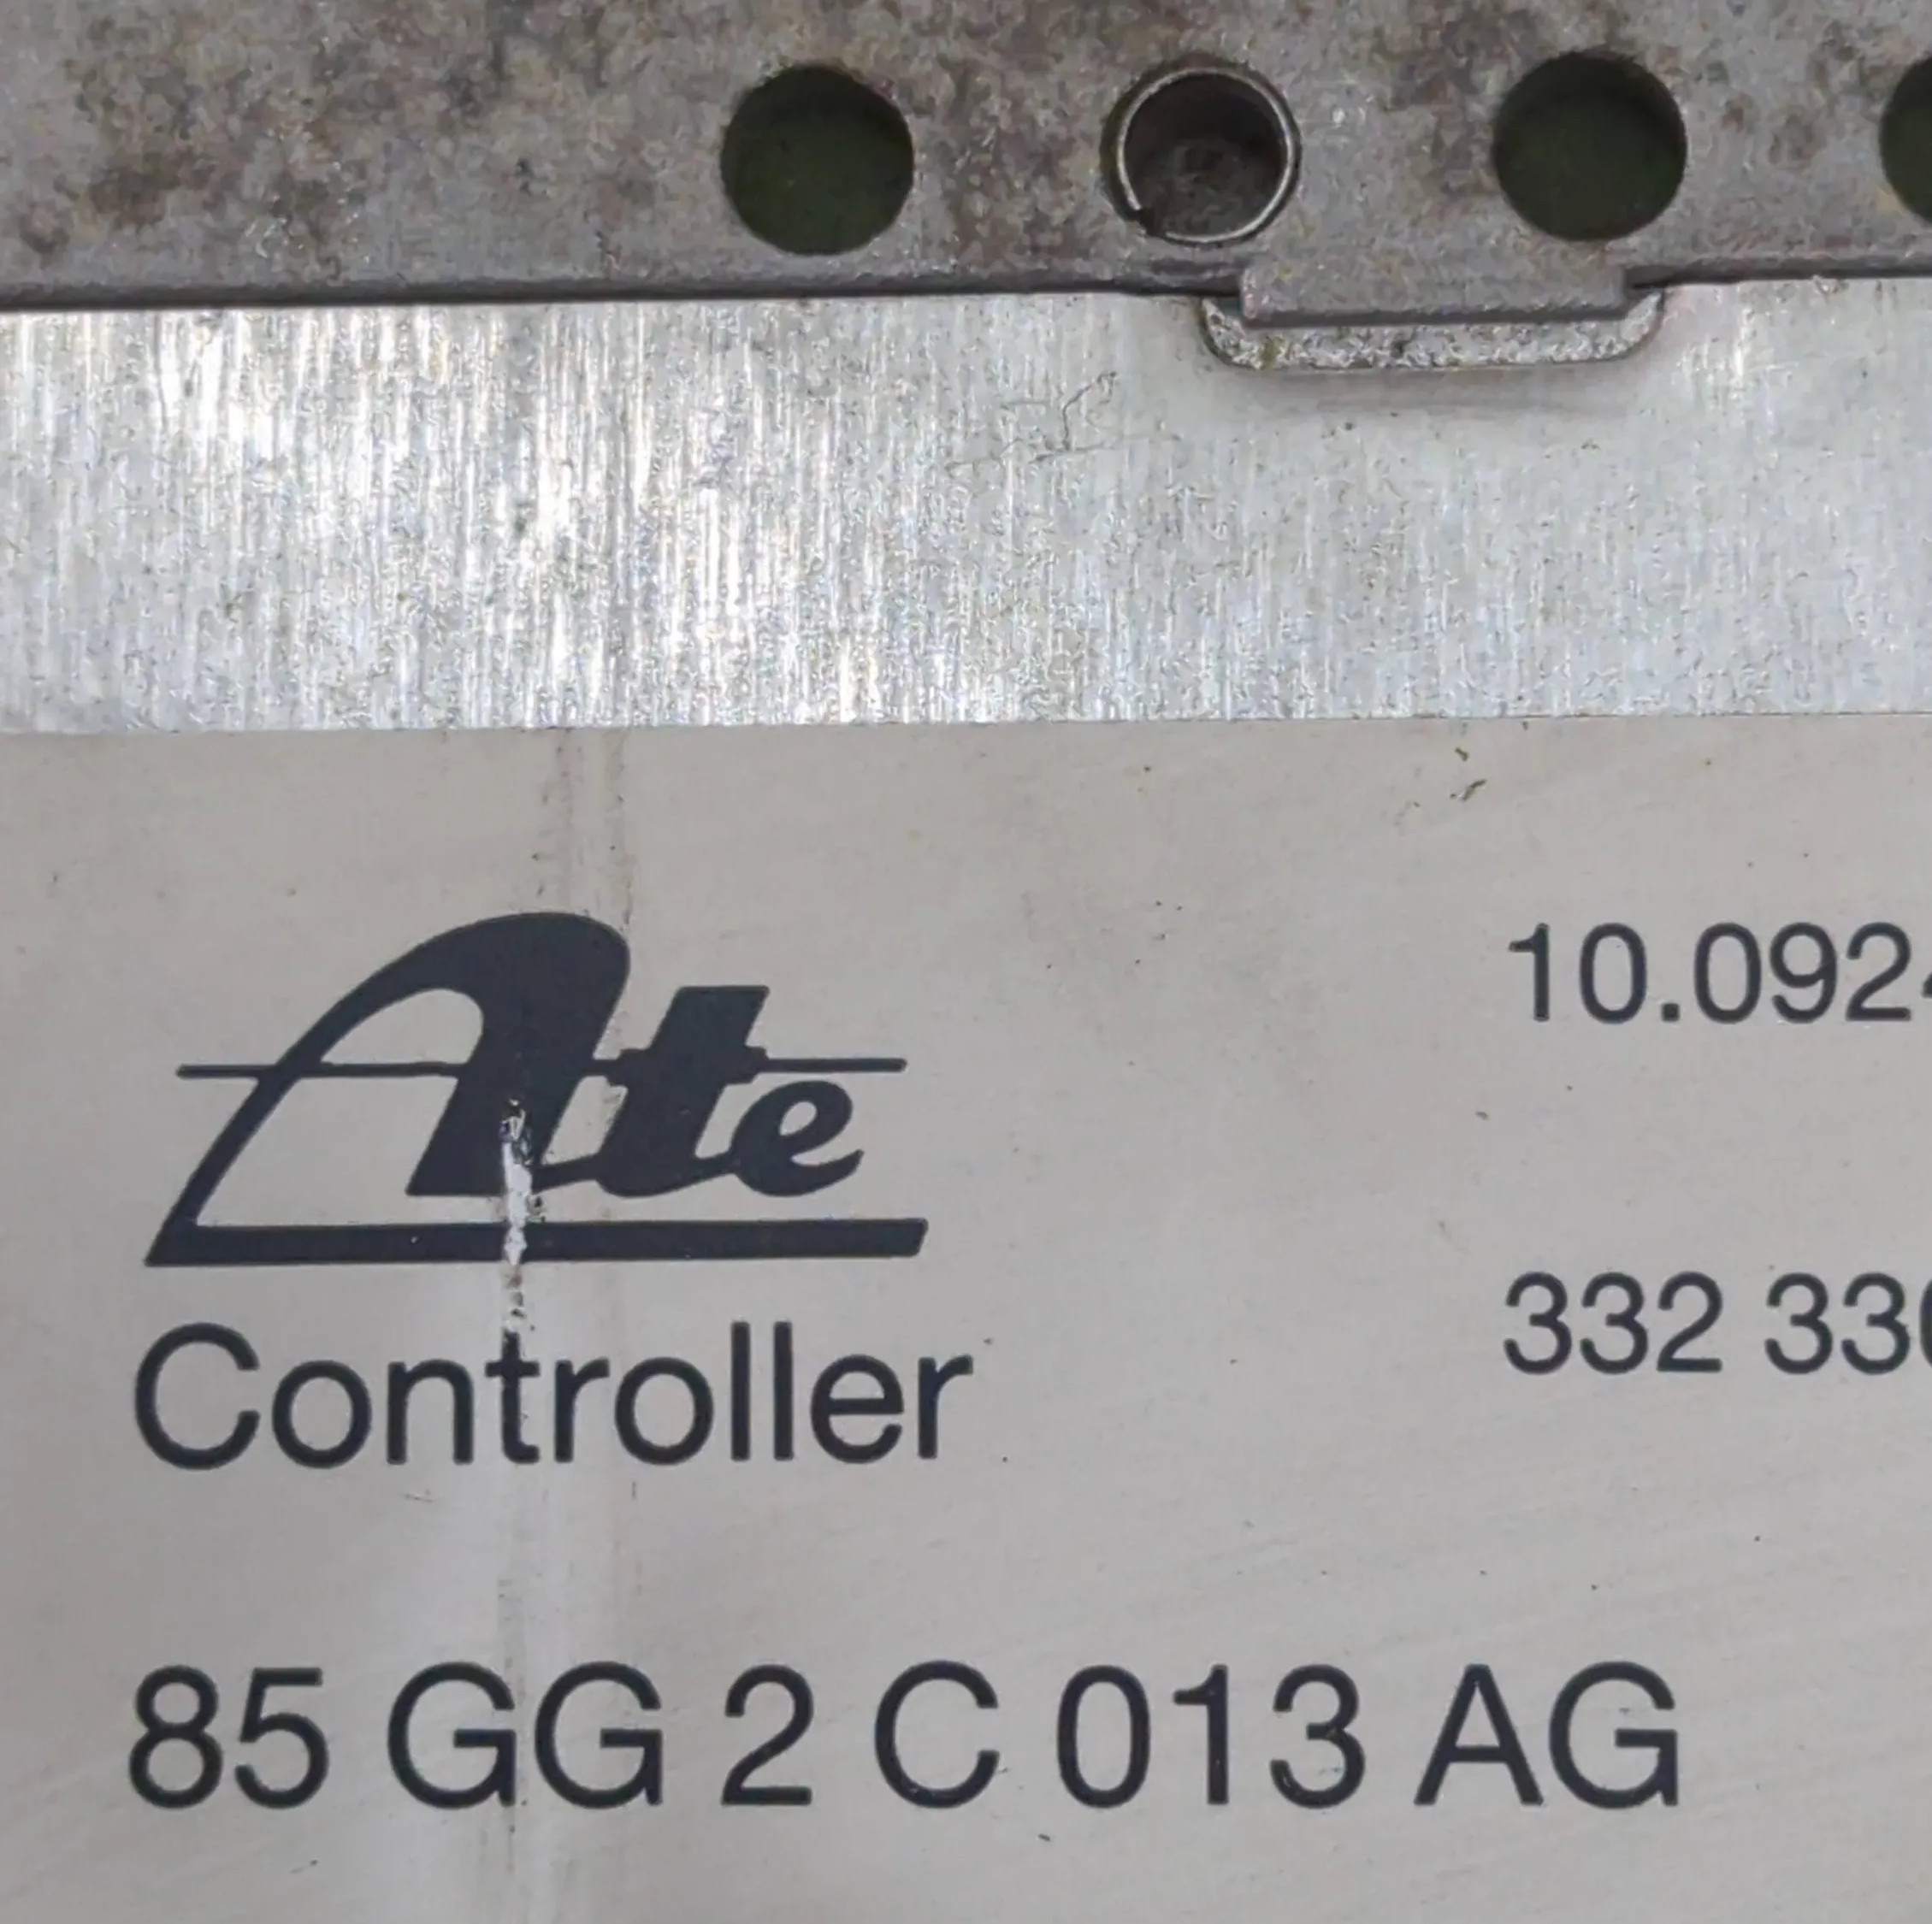 Ate
10.092
Controller
332 33
85 GG 2 C 013 AG